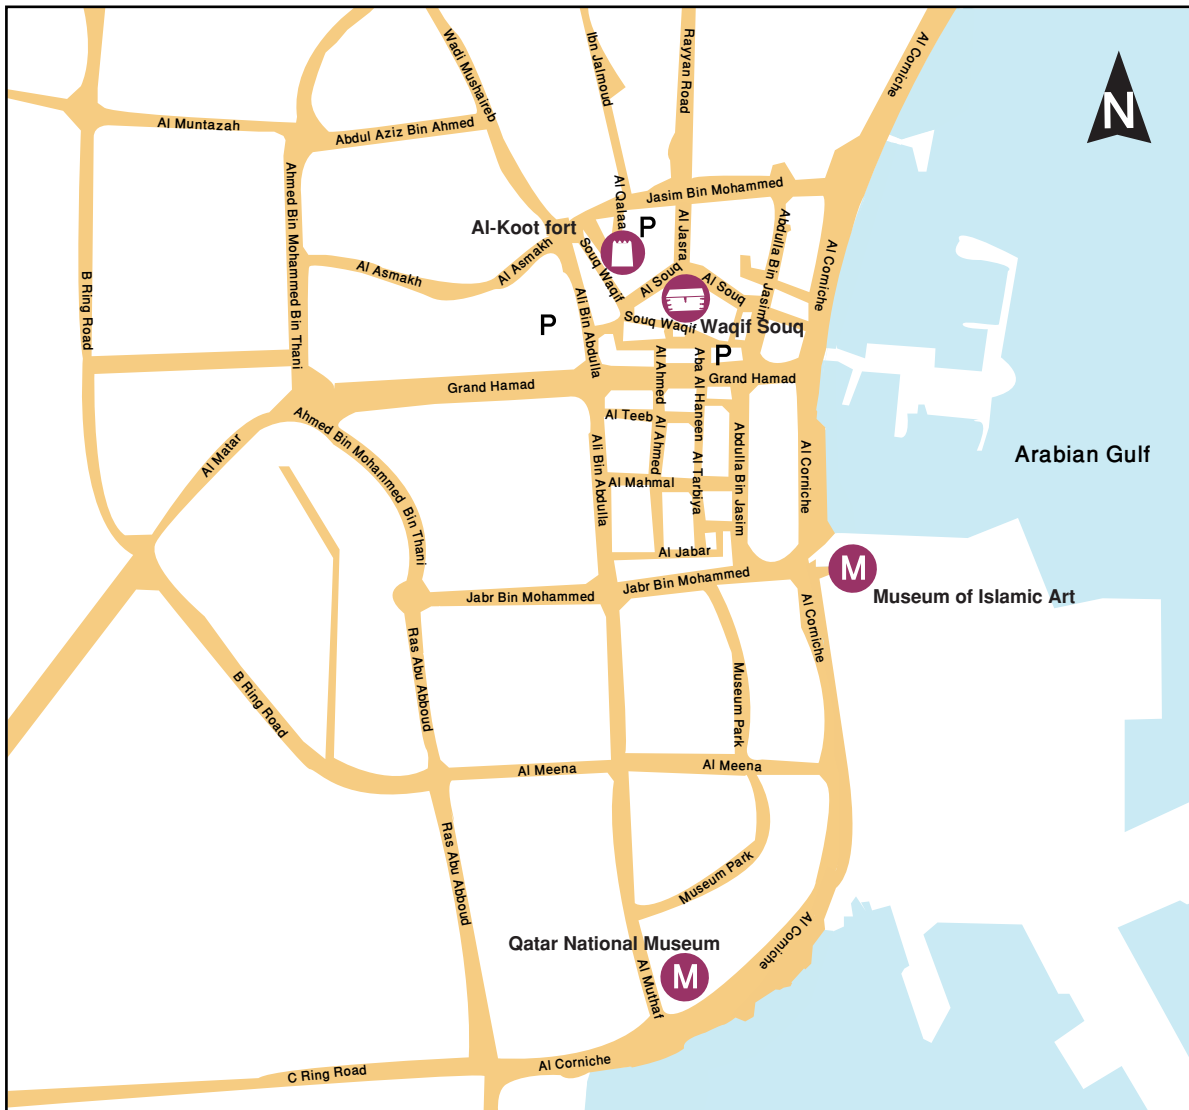 Al Corniche
Wadi Mushaireb
Ibn Jalmoud
Rayyan Road
N
Al Muntazah
Abdul Aziz Bin Ahmed
Ahmed Bin Mohammed Bin Thani
Al Qalaa
Jasim Bin Mohammed
P
Al Jasra
Abdulla Bin Jasim
Al-Koot fort
Al Corniche
Souq Waqif
Al Asmakh
Al Asmakh
Al Souq
Al Souq
B Ring Road
Ali Bin Abdulla
P
Souq Waqif
Waqif Souq
P
Al Ahmed
Aba Al Haneen
Grand Hamad
Grand Hamad
Al Teeb
Al Ahmed
Ahmed Bin Mohammed Bin Thani
Al Matar
Ali Bin Abdulla
Abdulla Bin Jasim
Al Corniche
Arabian Gulf
Al Mahmal
Al Tarbiya
Al Jabar
M
Jabr Bin Mohammed
Jabr Bin Mohammed
Museum of Islamic Art
Al Corniche
Ras Abu Abboud
B Ring Road
Museum Park
Al Meena
Al Meena
Ras Abu Abboud
Museum Park
Qatar National Museum
Al Corniche
M
Al Muthaf
Al Corniche
C Ring Road